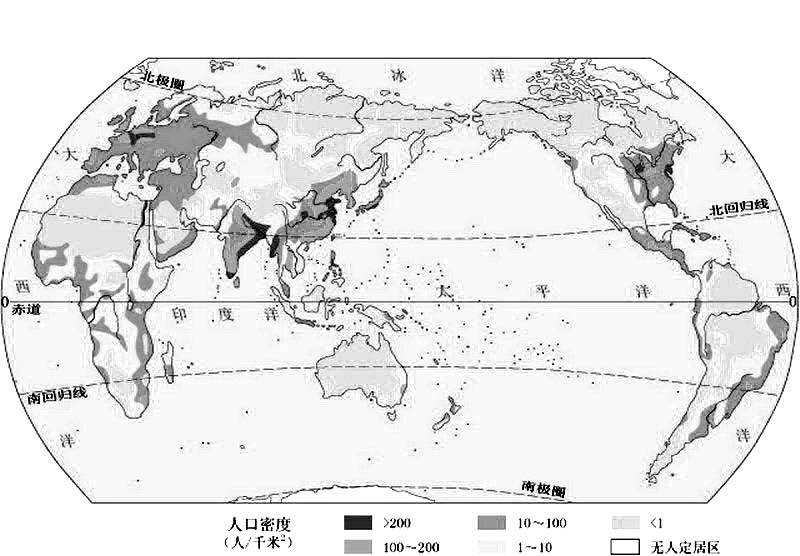 北极圈
北 冰 洋
大
大
北回归线
西
太 平 洋
西
0
0
赤道
印 度 洋
南回归线
洋
洋
南极圈
人口密度
(人/千米²)
>200
10～100
<1
100～200
1～10
无人定居区